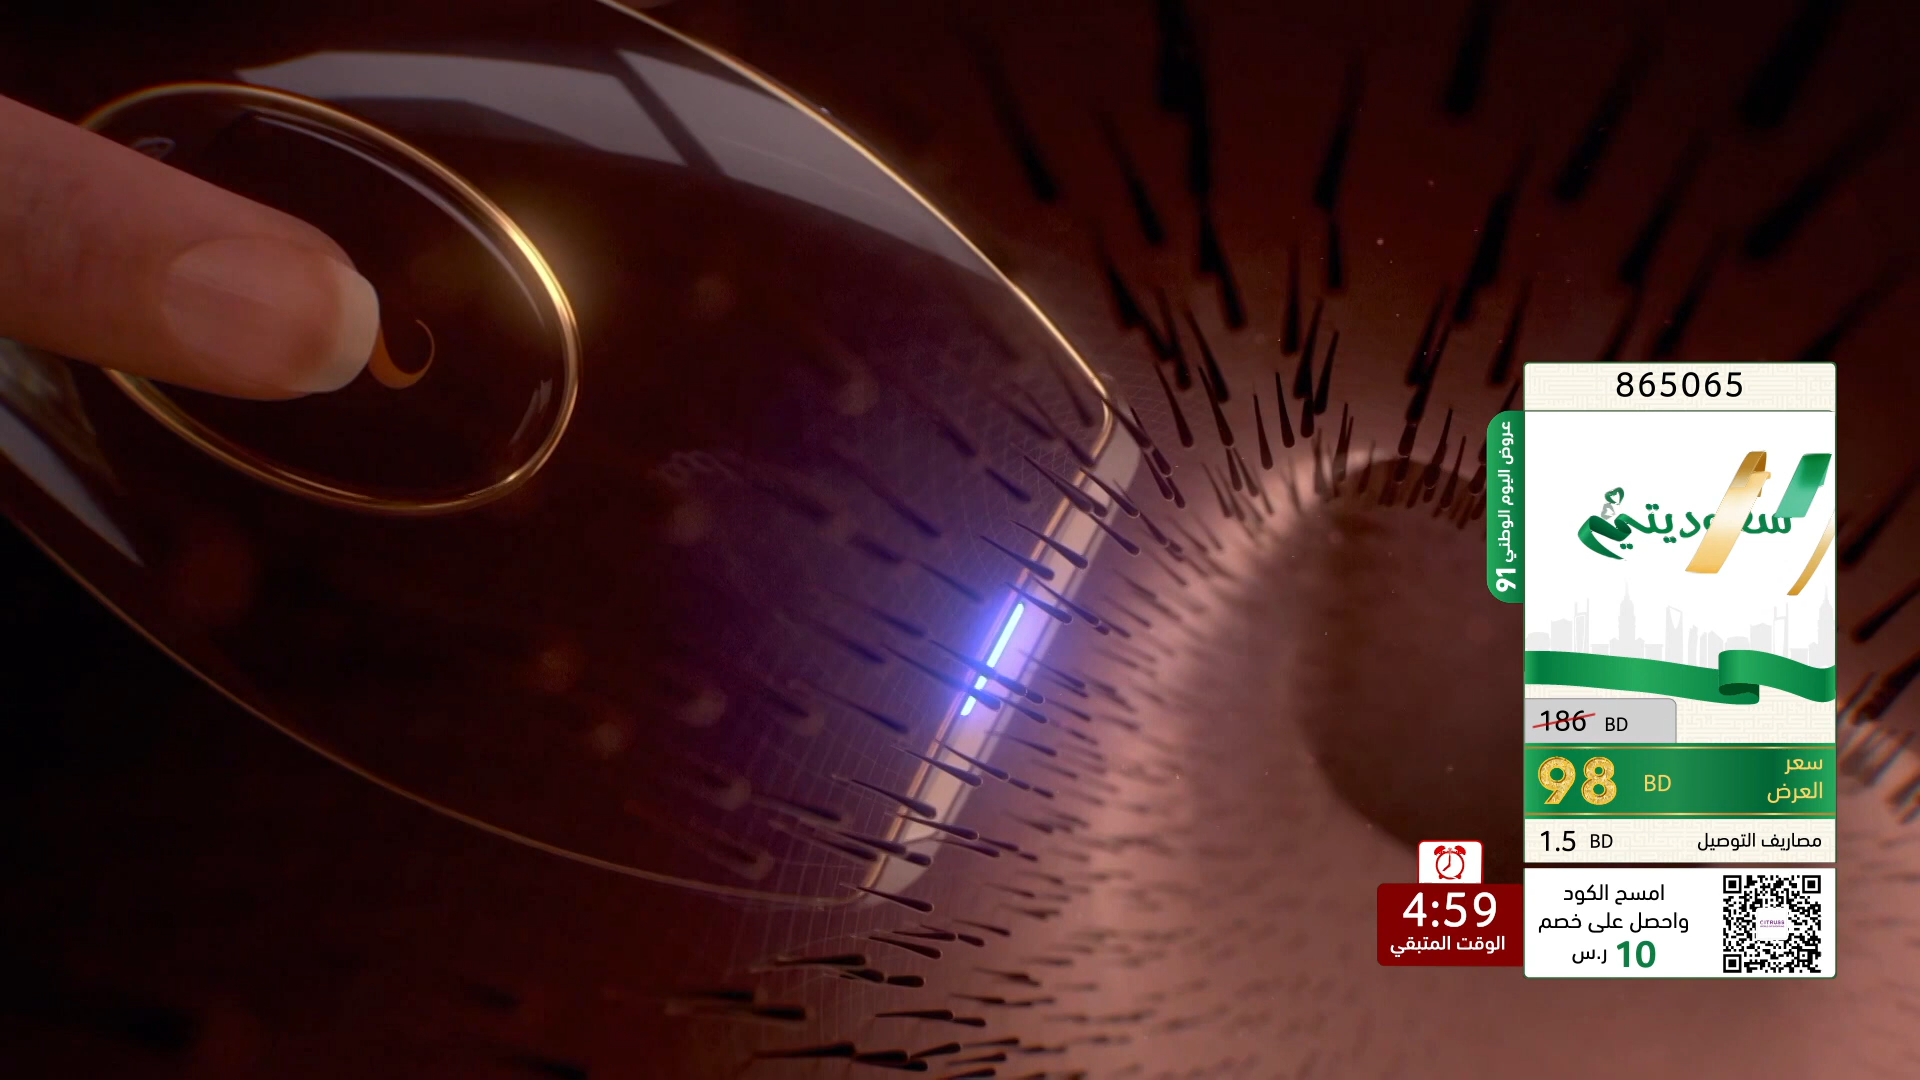 865065
عروض اليوم الوطني 91
186 BD
98 BD
سعر
العرض
1.5 BD
مصاريف التوصيل
4:59
الوقت المتبقي
امسح الكود
واحصل على خصم
10 ر.س
CITRUSS